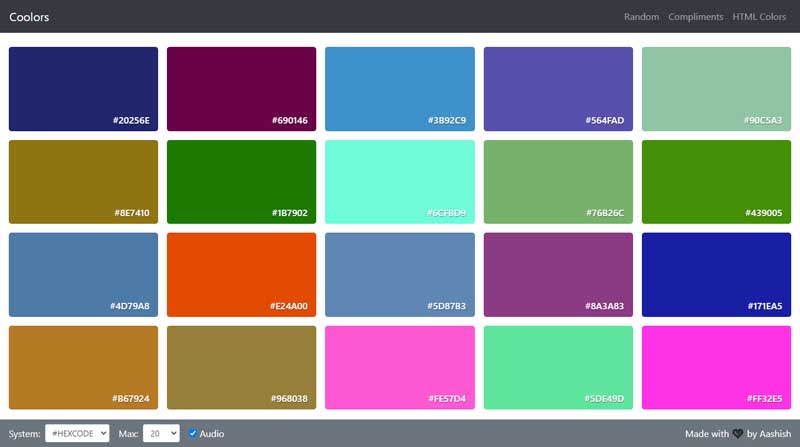 Coolors
Random Compliments HTML Colors
#20256E #690146 #3B92C9 #564FAD #90C5A3
#8E7410 #1B7902 #6CFBD9 #76B26C #439005
#4D79A8 #E24A00 #5D87B3 #8A3A83 #171EA5
#B67924 #968038 #FE57D4 #5DE49D #FF32E5
System: #HEXCODE Max: 20 Audio
Made with 🖤 by Aashish